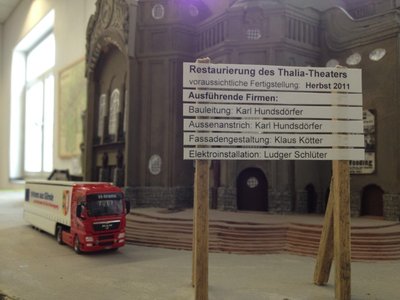 Restaurierung des Thalia-Theaters
voraussichtliche Fertigstellung: Herbst 2011
Ausführende Firmen:
Bauleitung: Karl Hundsdörfer
Aussenanstrich: Karl Hundsdörfer
Fassadengestaltung: Klaus Kötter
Elektroinstallation: Ludger Schlüter